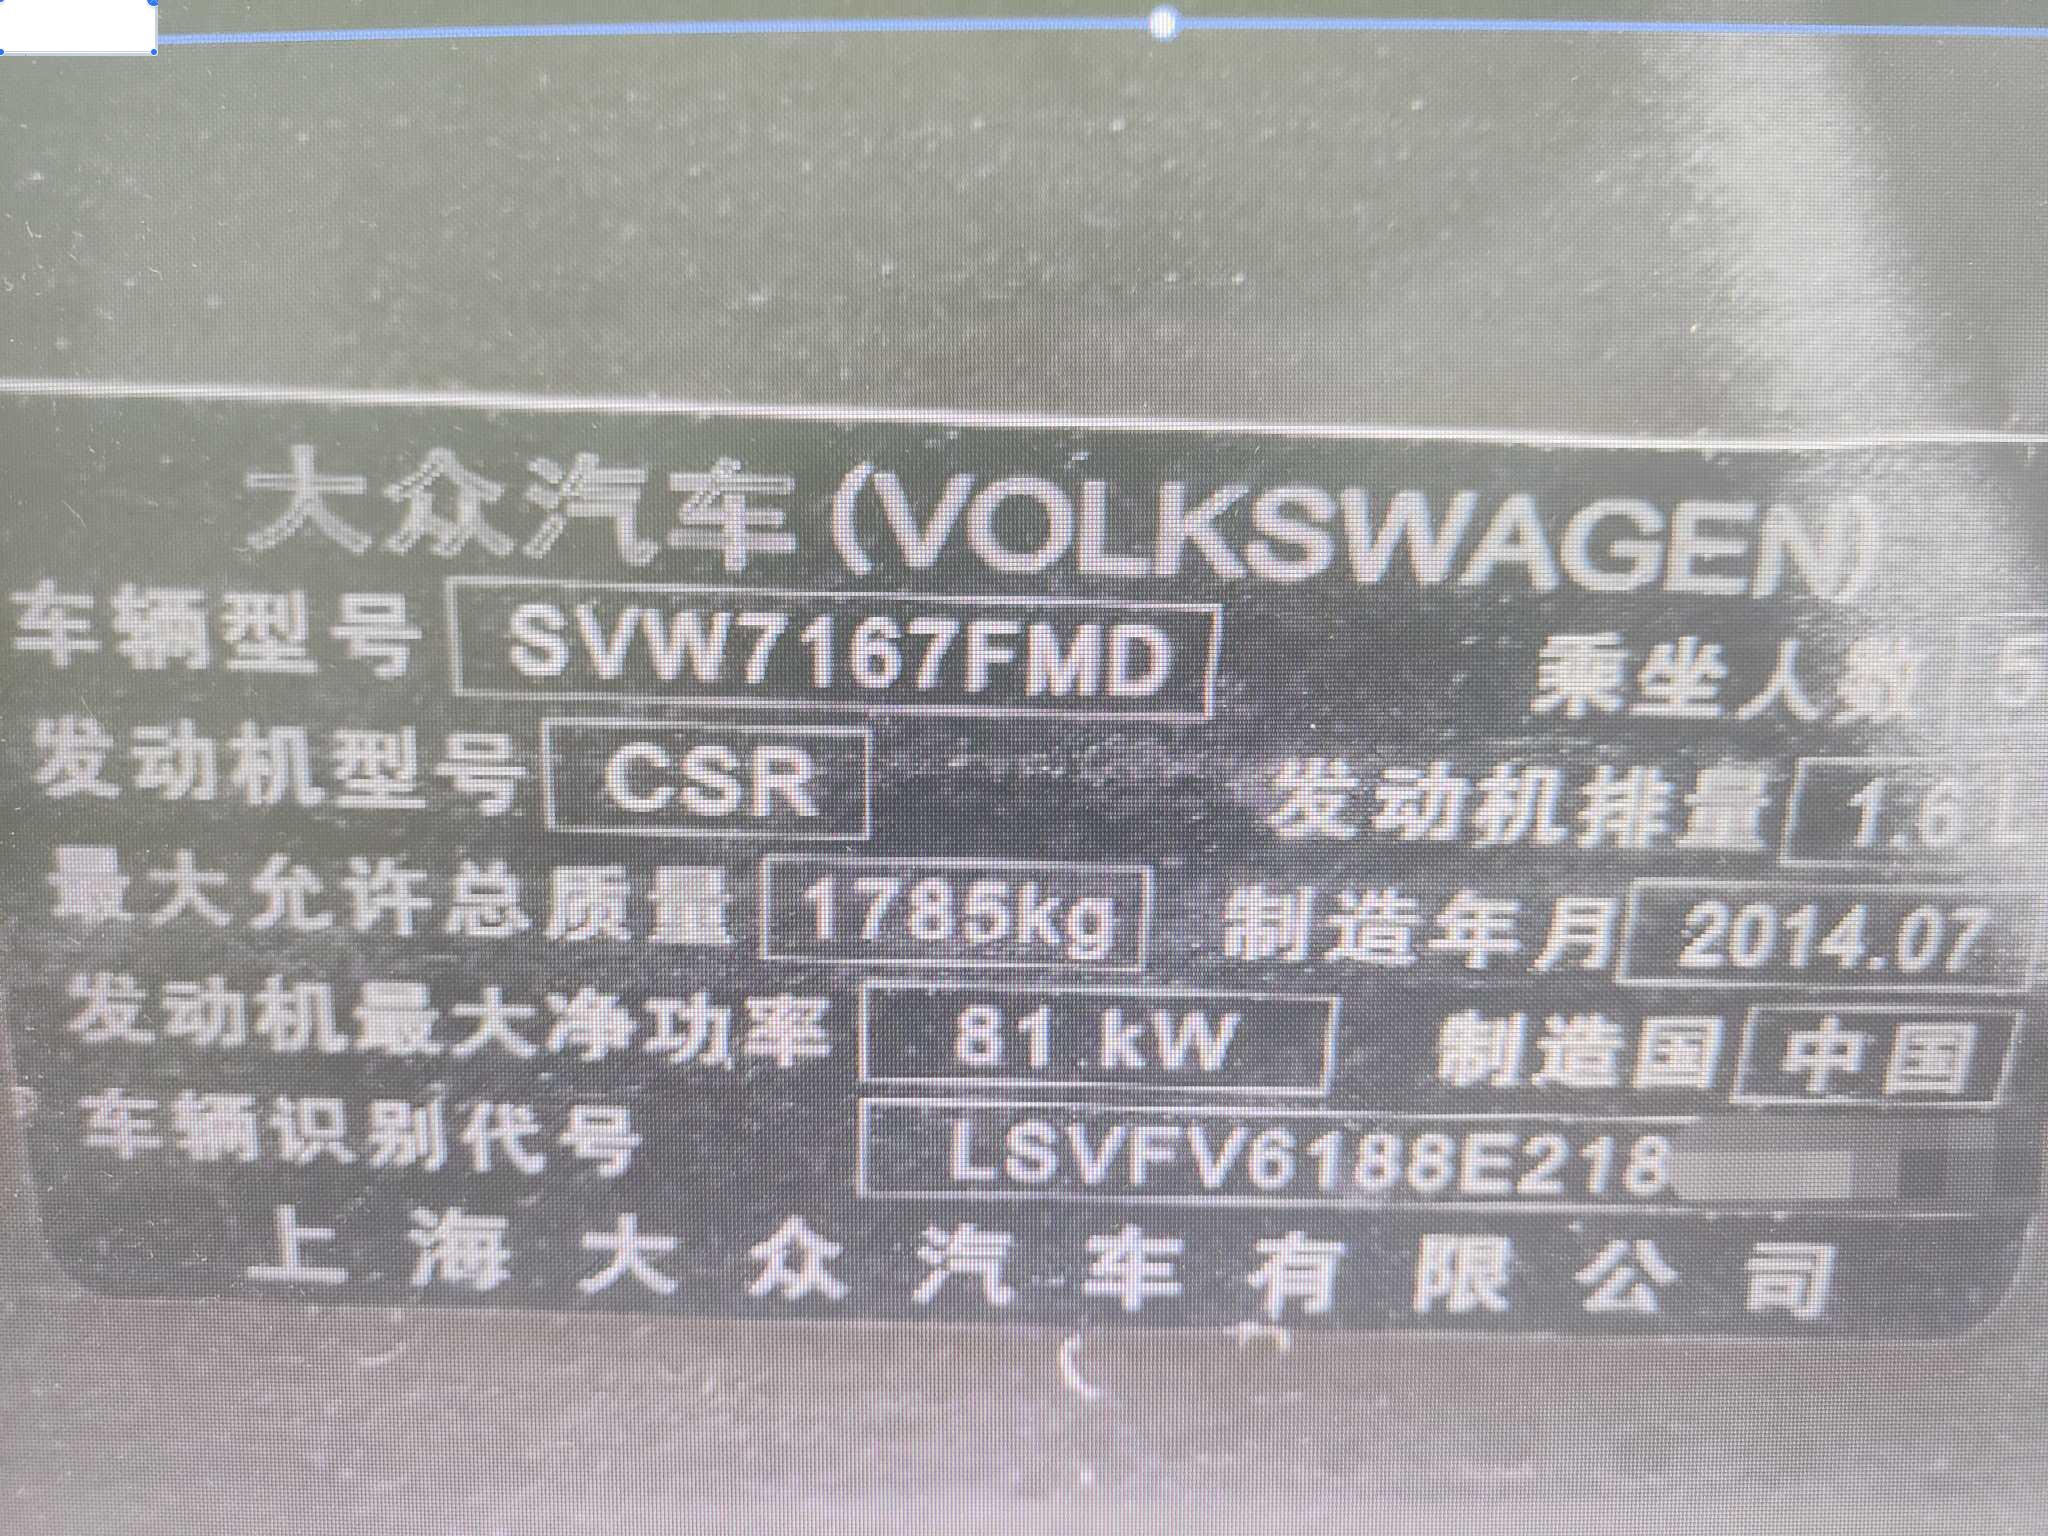 大众汽车 (VOLKSWAGEN)
车辆型号 SVW7167FMD 乘坐人数 5
发动机型号 CSR 发动机排量 1.6 L
最大允许总质量 1785kg 制造年月 2014.07
发动机最大净功率 81 kW 制造国 中国
车辆识别代号 LSVFV6188E218
上海大众汽车有限公司